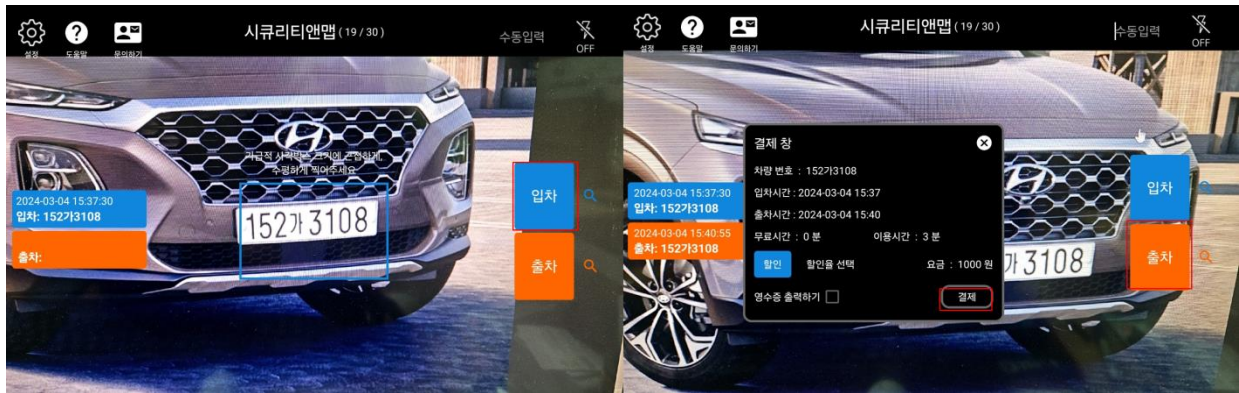 시큐리티앤맵 (19 / 30)
수동입력
설정
도움말
문의하기
OFF
가급적 사각박스 크기에 근접하게,
수평하게 찍어주세요
2024-03-04 15:37:30
입차: 152가3108
출차:
152가 3108
입차
출차
시큐리티앤맵 (19 / 30)
수동입력
설정
도움말
문의하기
OFF
결제 창
차량 번호 : 152가3108
입차시간 : 2024-03-04 15:37
출차시간 : 2024-03-04 15:40
무료시간 : 0 분 이용시간 : 3 분
할인 할인율 선택 요금 : 1000 원
영수증 출력하기 결제
2024-03-04 15:37:30
입차: 152가3108
2024-03-04 15:40:55
출차: 152가3108
가 3108
입차
출차